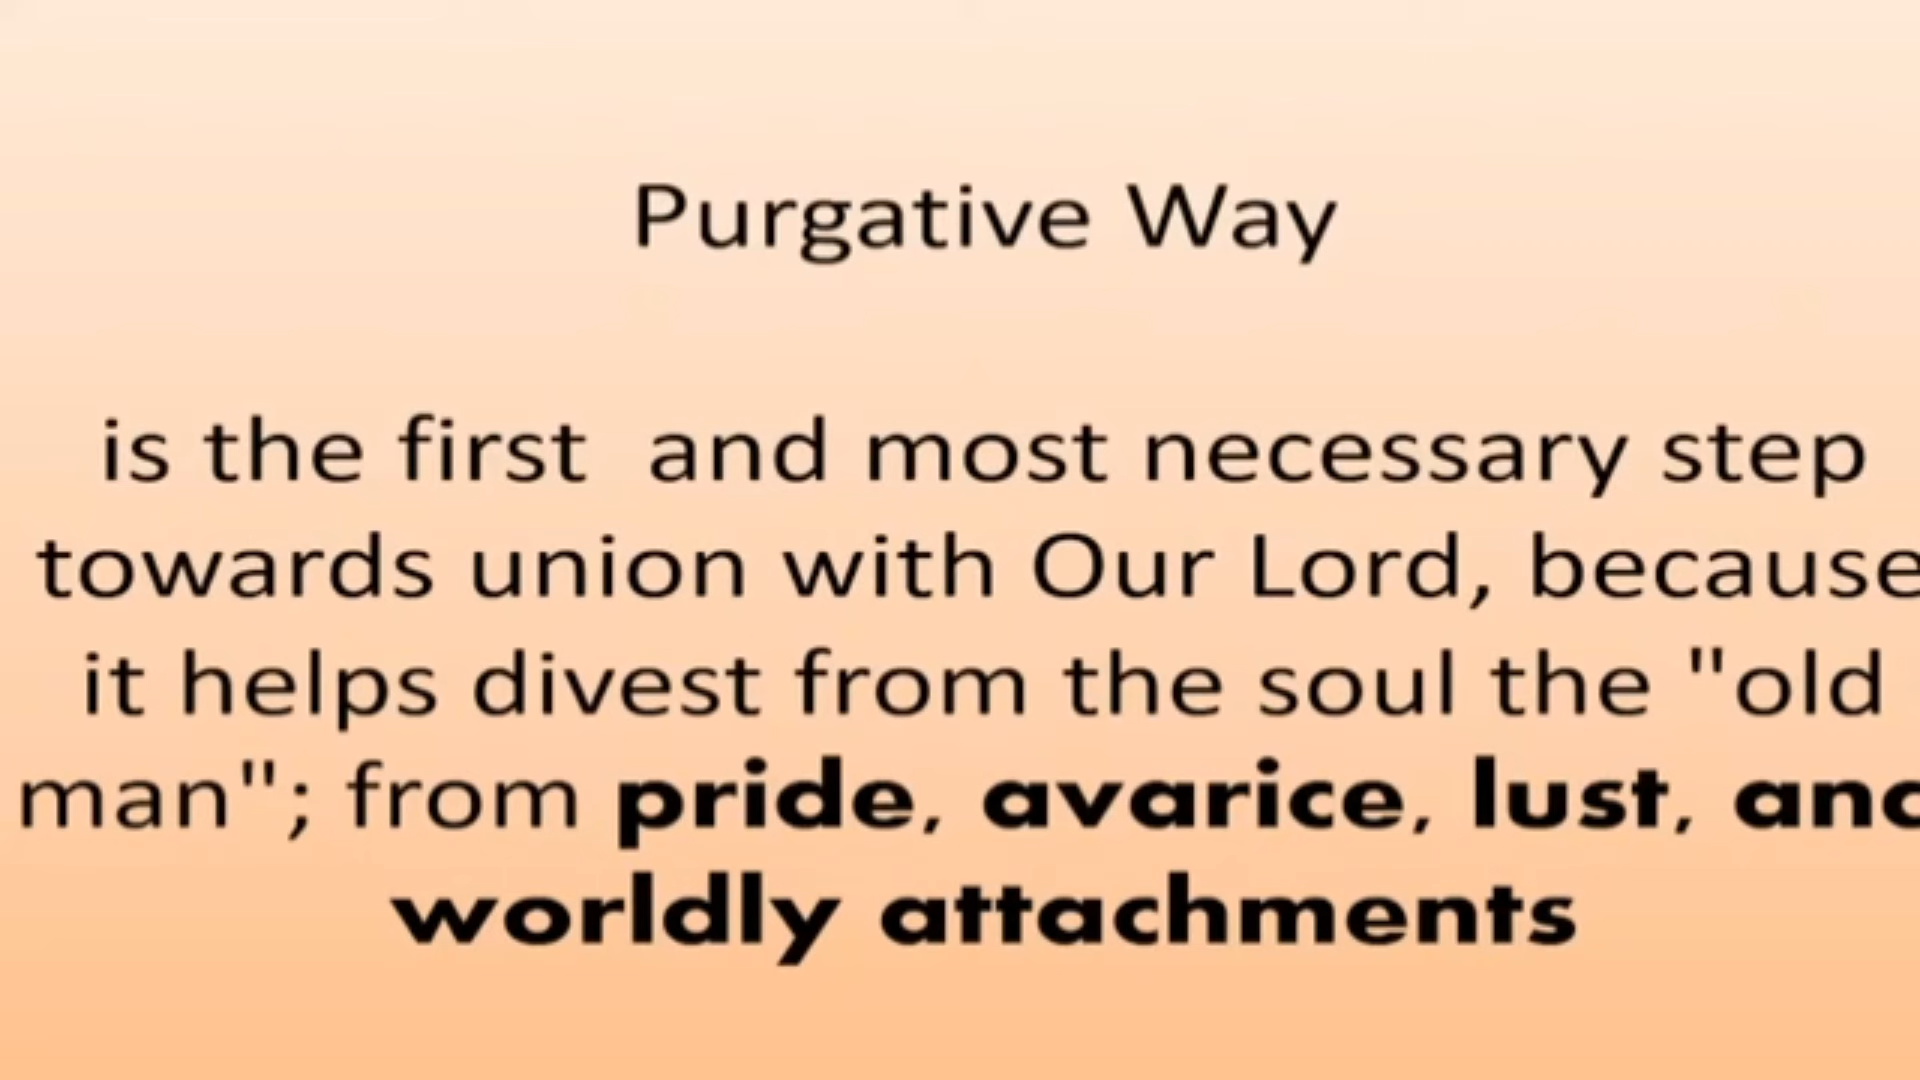 Purgative Way
is the first  and most necessary step
towards union with Our Lord, because
it helps divest from the soul the "old
man"; from pride, avarice, lust, and
worldly attachments